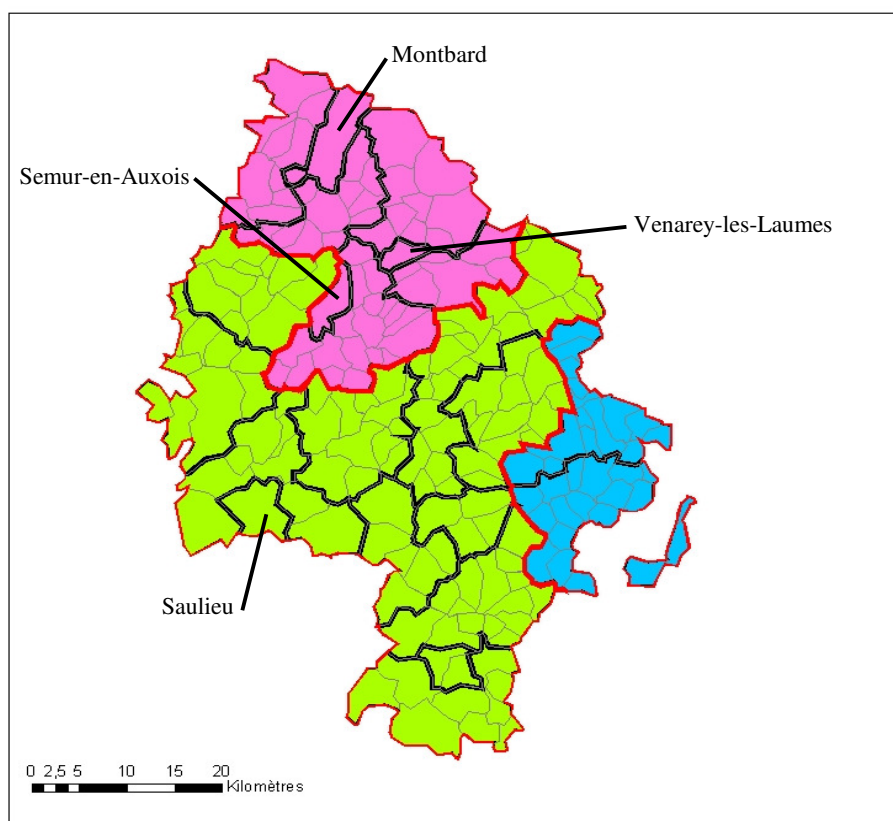 Montbard
Semur-en-Auxois
Venarey-les-Laumes
Saulieu
0 2,5 5 10 15 20
Kilomètres